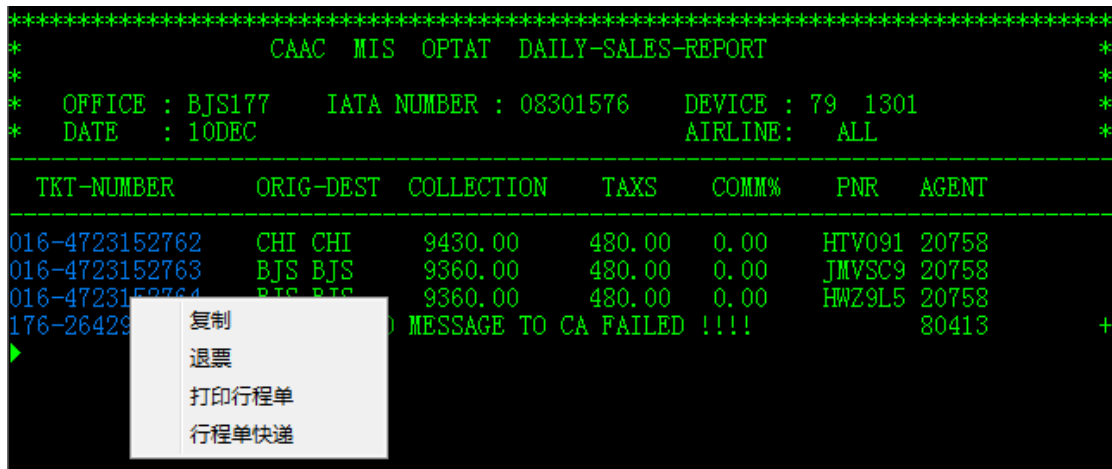 ********************************************************************************
* CAAC MIS OPTAT DAILY-SALES-REPORT *
* *
* OFFICE : BJS177 IATA NUMBER : 08301576 DEVICE : 79 1301 *
* DATE : 10DEC AIRLINE: ALL *
--------------------------------------------------------------------------------
TKT-NUMBER ORIG-DEST COLLECTION TAXS COMM% PNR AGENT
--------------------------------------------------------------------------------
016-4723152762 CHI CHI 9430.00 480.00 0.00 HTV091 20758
016-4723152763 BJS BJS 9360.00 480.00 0.00 JMVSC9 20758
016-4723152764 BJS BJS 9360.00 480.00 0.00 HWZ9L5 20758
176-26429 ) MESSAGE TO CA FAILED !!!! 80413 +
复制
退票
打印行程单
行程单快递